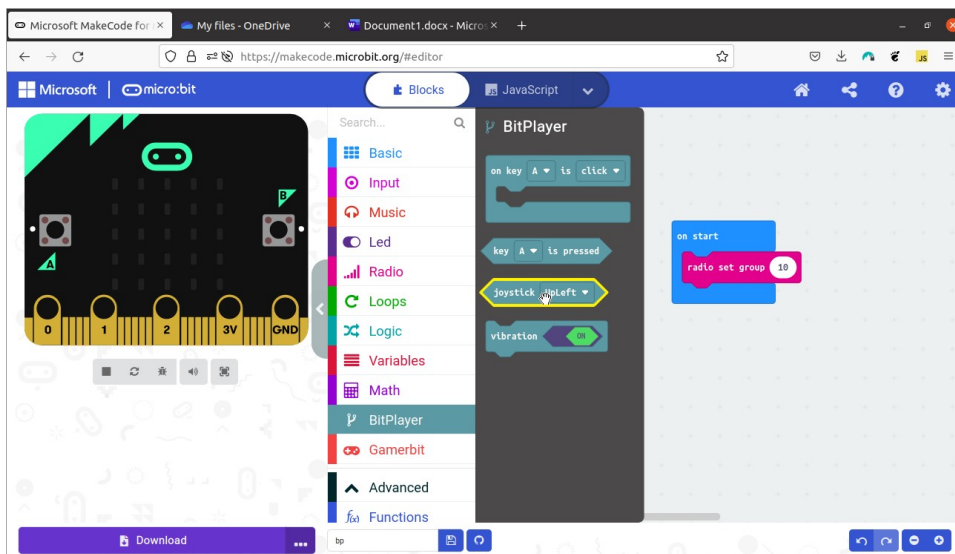 Microsoft MakeCode for
My files - OneDrive
Document1.docx - Micros
https://makecode.microbit.org/#editor
Microsoft
micro:bit
Blocks
JS JavaScript
Search...
Basic
Input
Music
Led
Radio
Loops
Logic
Variables
Math
BitPlayer
Gamerbit
Advanced
Functions
BitPlayer
on key A is click
key A is pressed
joystick UpLeft
vibration ON
on start
radio set group 10
A
B
0 1 2 3V GND
Download
bp